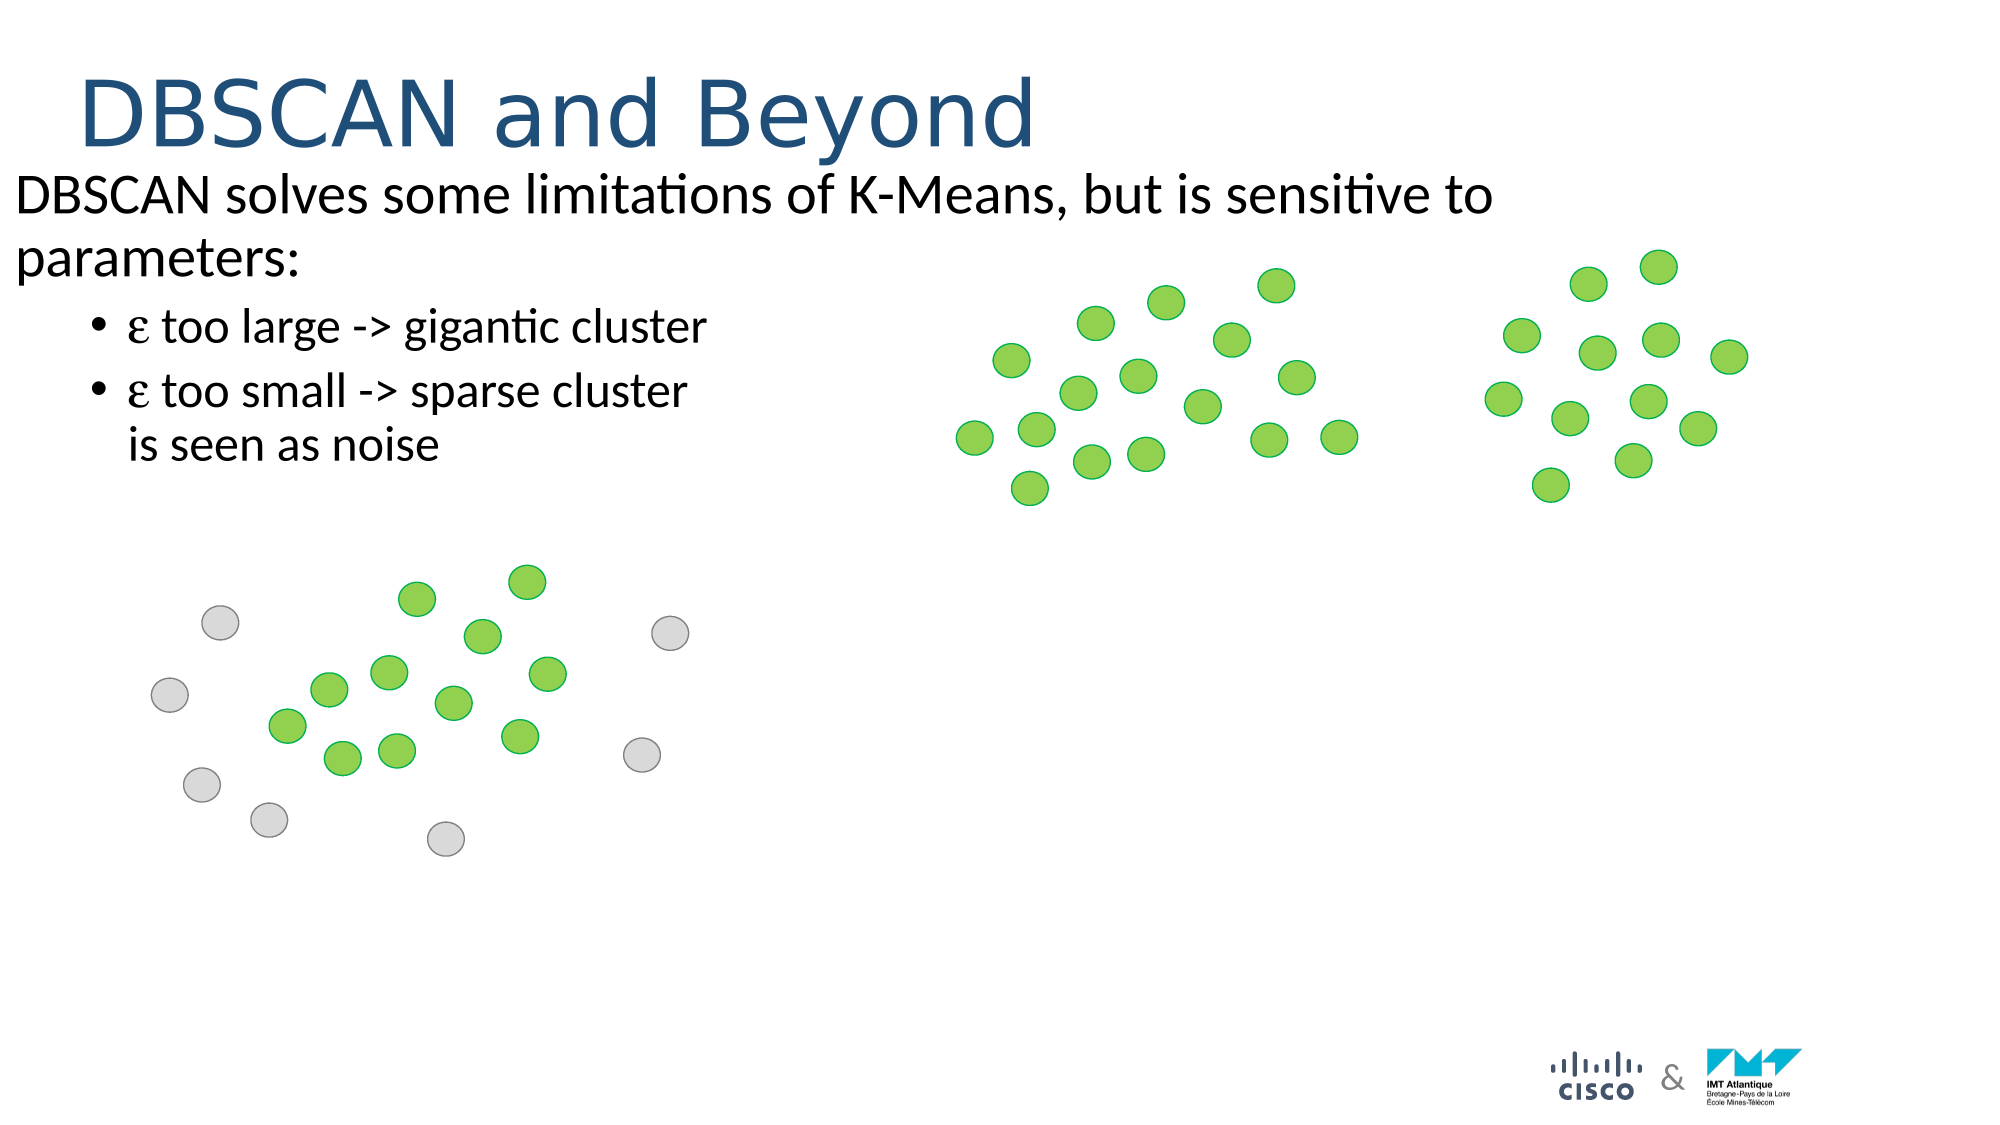 DBSCAN and Beyond
DBSCAN solves some limitations of K-Means, but is sensitive to
parameters:
• ε too large -> gigantic cluster
• ε too small -> sparse cluster
is seen as noise
CISCO & IMT Atlantique
Bretagne-Pays de la Loire
École Mines-Télécom